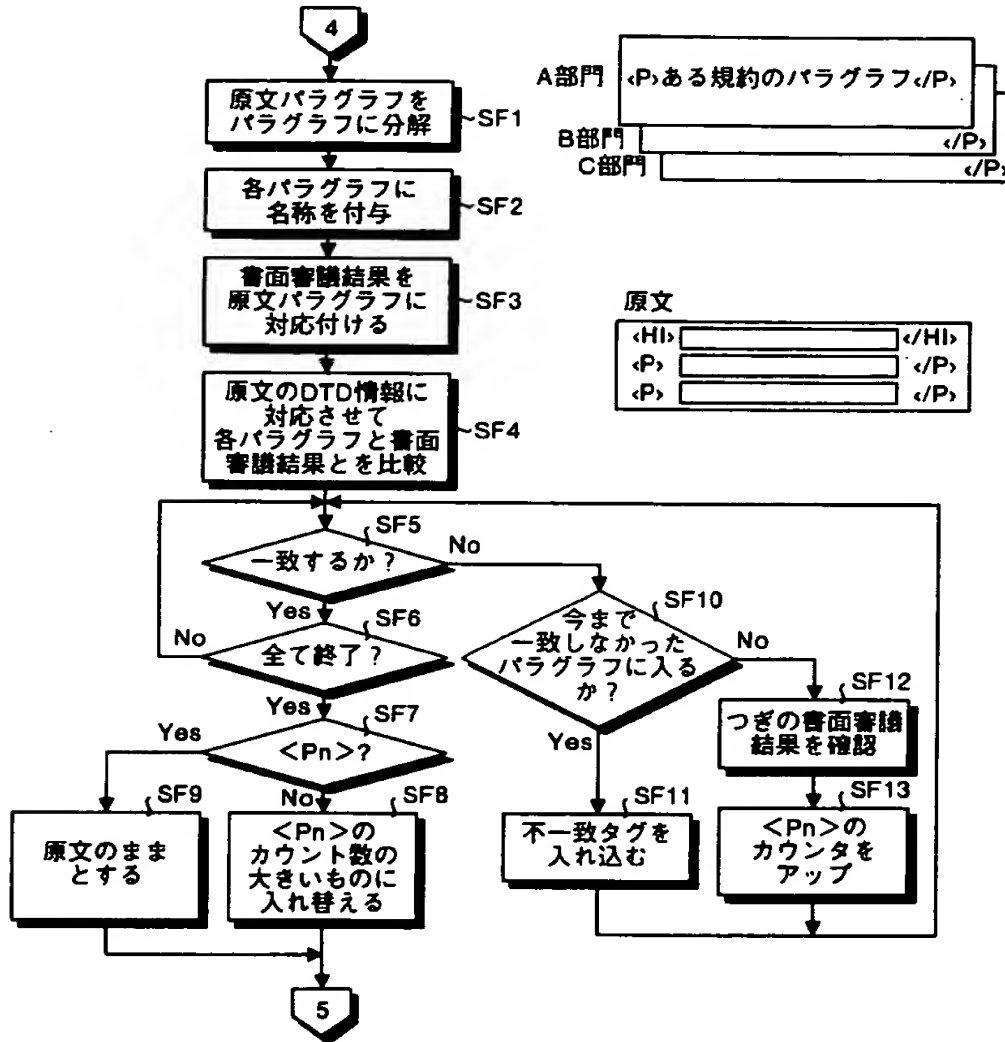 4
原文パラグラフを
パラグラフに分解
SF1
各パラグラフに
名称を付与
SF2
書面審議結果を
原文パラグラフに
対応付ける
SF3
原文のDTD情報に
対応させて
各パラグラフと書面
審議結果とを比較
SF4
A部門
<P>ある規約のパラグラフ</P>
B部門
</P>
C部門
</P>
原文
<HI> </HI>
<P> </P>
<P> </P>
SF5
一致するか?
No
Yes
SF6
全て終了?
No
Yes
SF7
<Pn>?
Yes
No
SF9
原文のまま
とする
SF8
<Pn>の
カウント数の
大きいものに
入れ替える
SF10
今まで
一致しなかった
パラグラフに入る
か?
No
Yes
SF11
不一致タグを
入れ込む
SF12
つぎの書面審議
結果を確認
SF13
<Pn>の
カウンタを
アップ
5